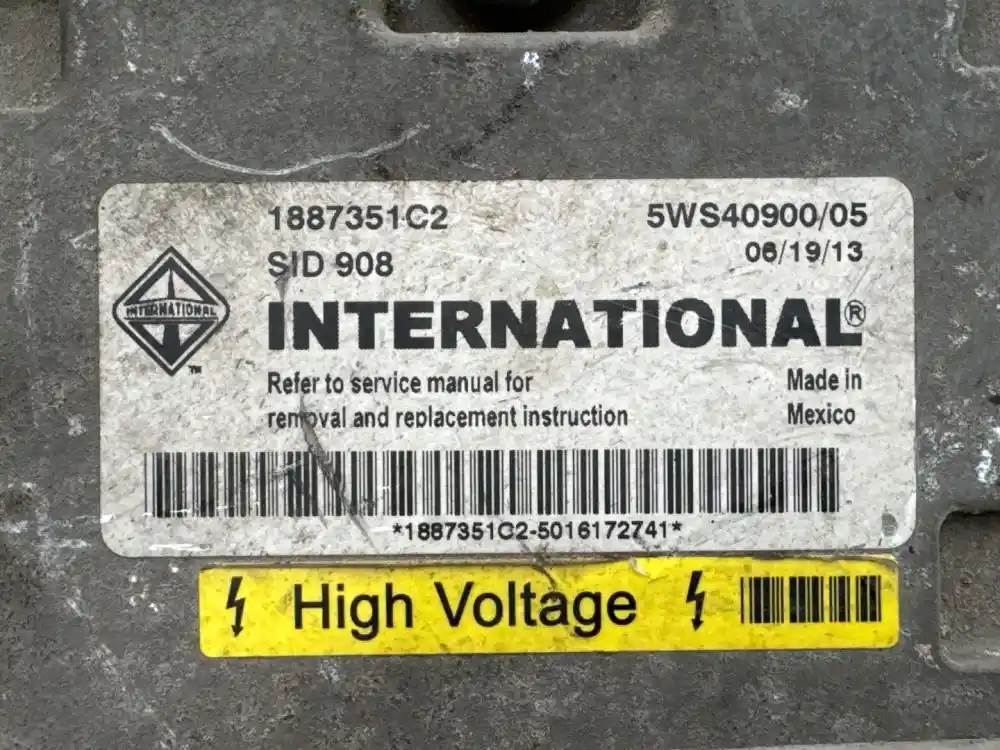 1887351C2
5WS40900/05
SID 908
06/19/13
INTERNATIONAL
TM
INTERNATIONAL®
Refer to service manual for
removal and replacement instruction
Made in
Mexico
*1887351C2-5016172741*
High Voltage